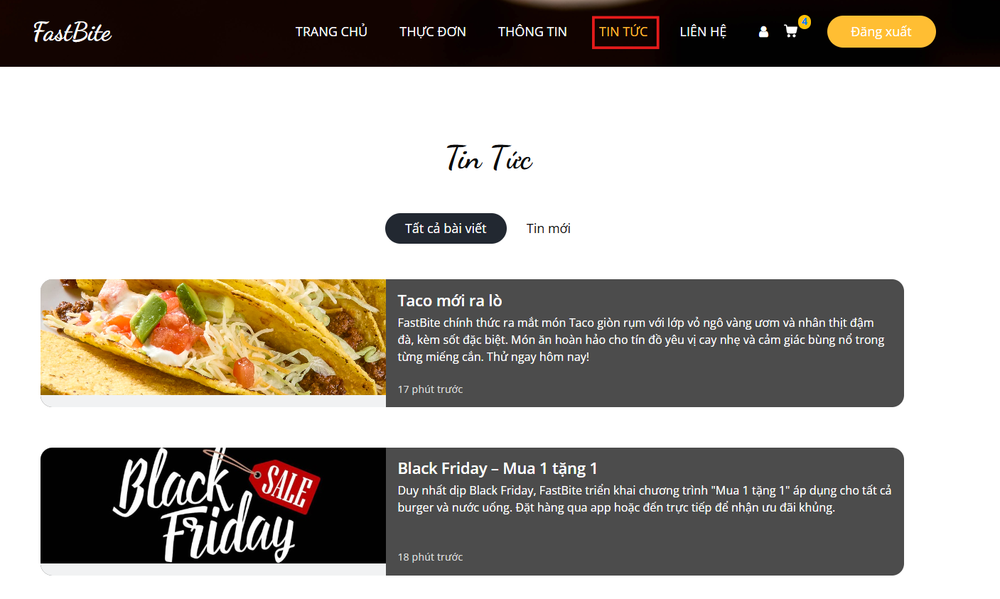 FastBite
TRANG CHỦ
THỰC ĐƠN
THÔNG TIN
TIN TỨC
LIÊN HỆ
4
Đăng xuất
Tin Tức
Tất cả bài viết
Tin mới
Taco mới ra lò
FastBite chính thức ra mắt món Taco giòn rụm với lớp vỏ ngô vàng ươm và nhân thịt đậm
đà, kèm sốt đặc biệt. Món ăn hoàn hảo cho tín đồ yêu vị cay nhẹ và cảm giác bùng nổ trong
từng miếng cắn. Thử ngay hôm nay!
17 phút trước
Black
SALE
Friday
Black Friday – Mua 1 tặng 1
Duy nhất dịp Black Friday, FastBite triển khai chương trình "Mua 1 tặng 1" áp dụng cho tất cả
burger và nước uống. Đặt hàng qua app hoặc đến trực tiếp để nhận ưu đãi khủng.
18 phút trước